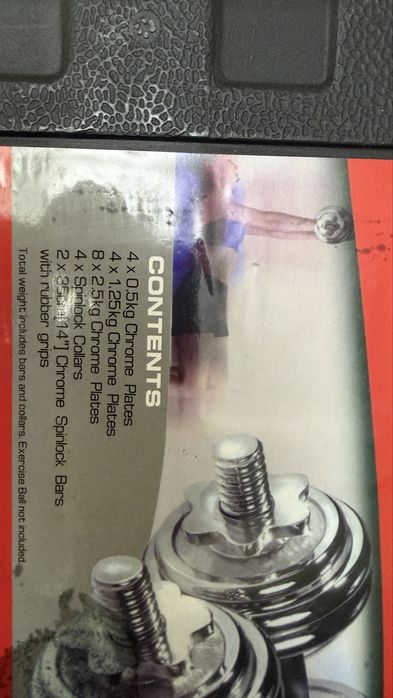 CONTENTS
4 x 0.5kg Chrome Plates
4 x 1.25kg Chrome Plates
8 x 2.5kg Chrome Plates
4 x Spinlock Collars
2 x 35cm [14"] Chrome Spinlock Bars
with rubber grips
Total weight includes bars and collars. Exercise Ball not included.